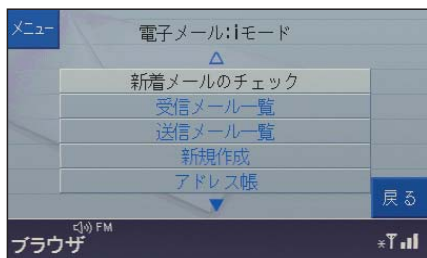 メニュー
電子メール:iモード
新着メールのチェック
受信メール一覧
送信メール一覧
新規作成
アドレス帳
戻る
FM
ブラウザ